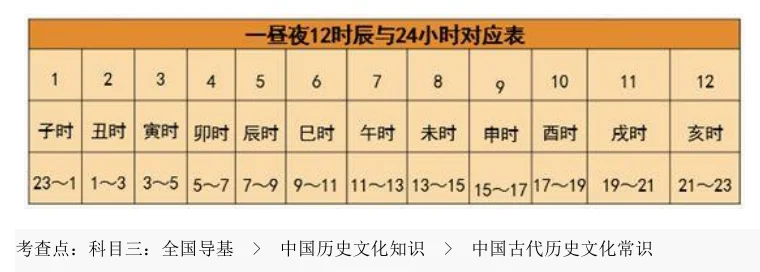 一昼夜12时辰与24小时对应表
1 2 3 4 5 6 7 8 9 10 11 12
子时 丑时 寅时 卯时 辰时 巳时 午时 未时 申时 酉时 戌时 亥时
23~1 1~3 3~5 5~7 7~9 9~11 11~13 13~15 15~17 17~19 19~21 21~23
考查点：科目三：全国导基 > 中国历史文化知识 > 中国古代历史文化常识